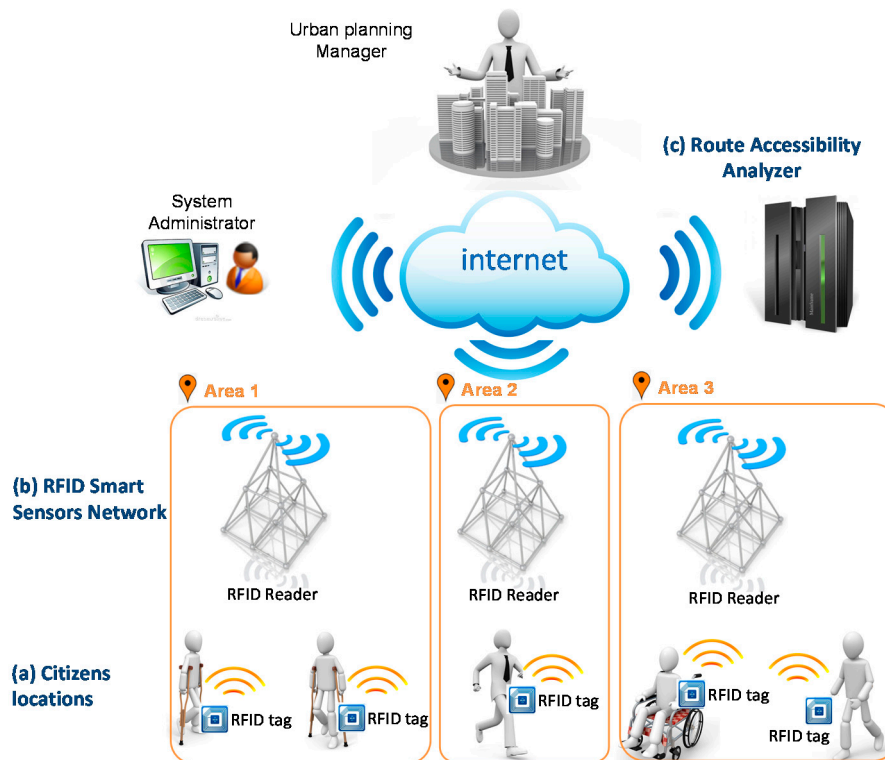 Urban planning
Manager
(c) Route Accessibility
Analyzer
System
Administrator
internet
Area 1
Area 2
Area 3
(b) RFID Smart
Sensors Network
RFID Reader
RFID Reader
RFID Reader
(a) Citizens
locations
RFID tag
RFID tag
RFID tag
RFID tag
RFID tag